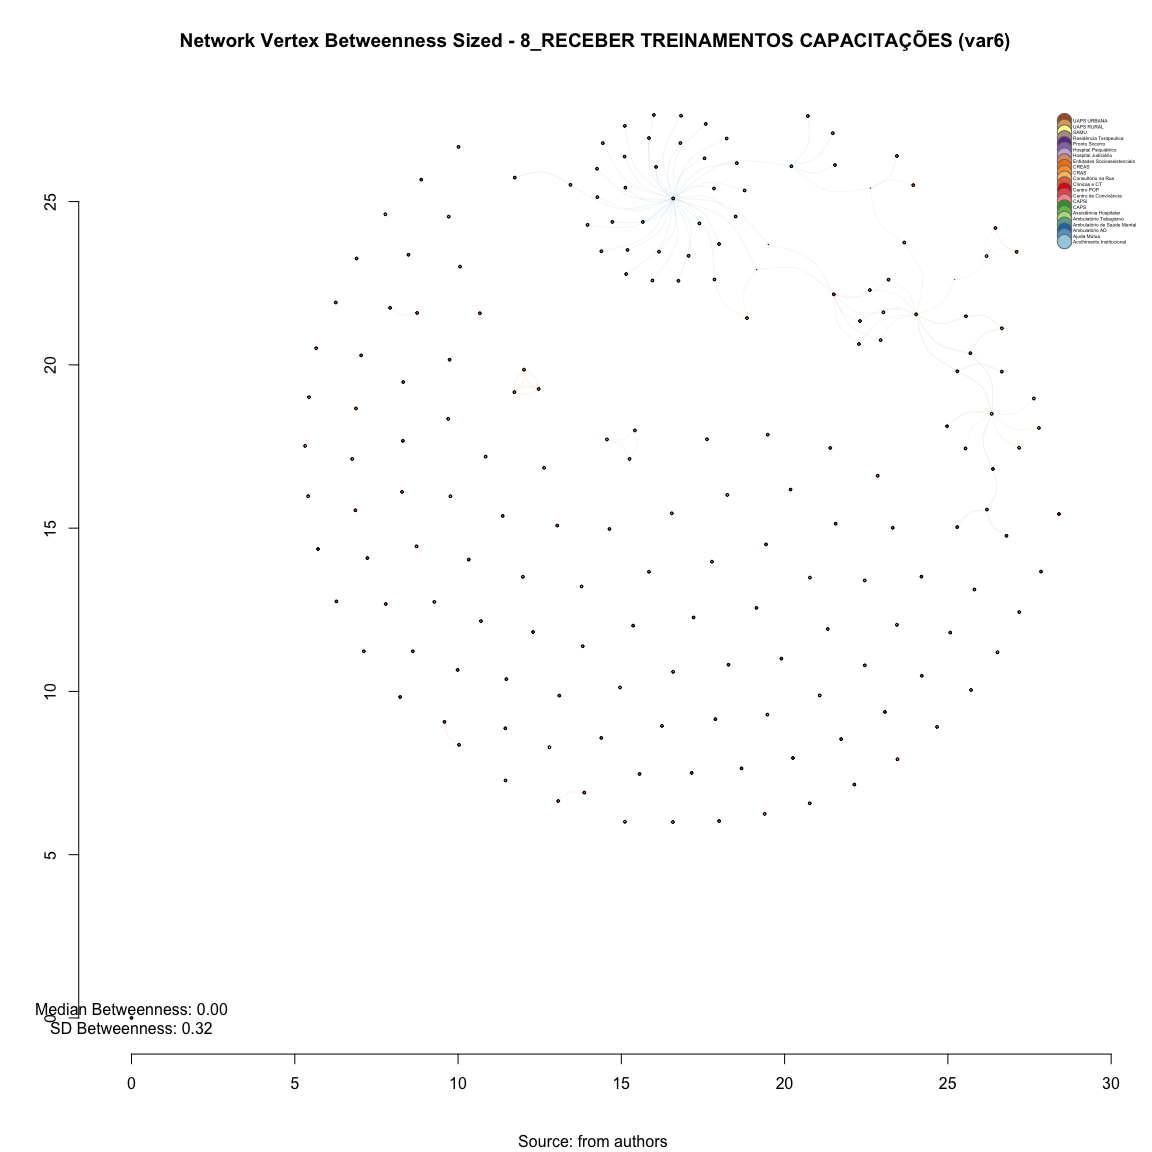 Network Vertex Betweenness Sized - 8_RECEBER TREINAMENTOS CAPACITAÇÕES (var6)
UAPS URBANA
UAPS RURAL
SAMU
Residência Terapeutica
Pronto Socorro
Hospital Psiquiátrico
Hospital Judiciário
Entidades Socioassistenciais
CREAS
CRAS
Consultório na Rua
Clínicas e CT
Centro POP
Centro de Convivência
CAPSi
CAPS
Assistência Hospitalar
Ambulatório Tabagismo
Ambulatório de Saúde Mental
Ambulatório AD
Ajuda Mútua
Acolhimento Institucional
25
20
15
10
5
0
Median Betweenness: 0.00
SD Betweenness: 0.32
0 5 10 15 20 25 30
Source: from authors